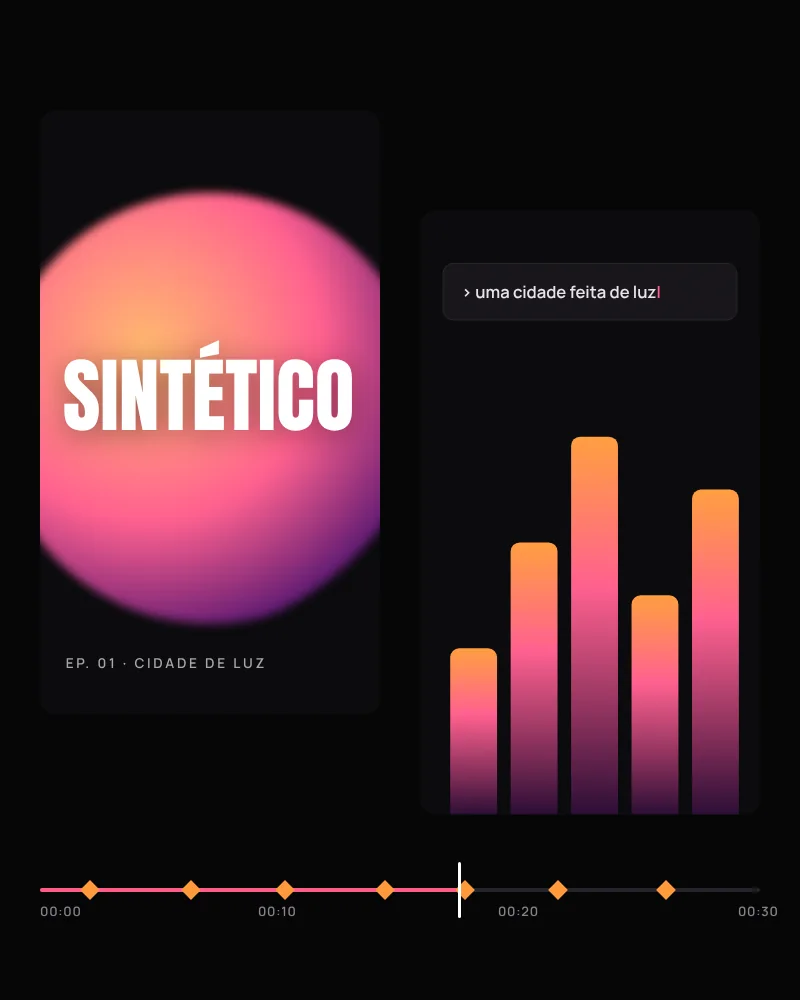 SINTÉTICO
EP. 01 · CIDADE DE LUZ
› uma cidade feita de luz
00:00
00:10
00:20
00:30